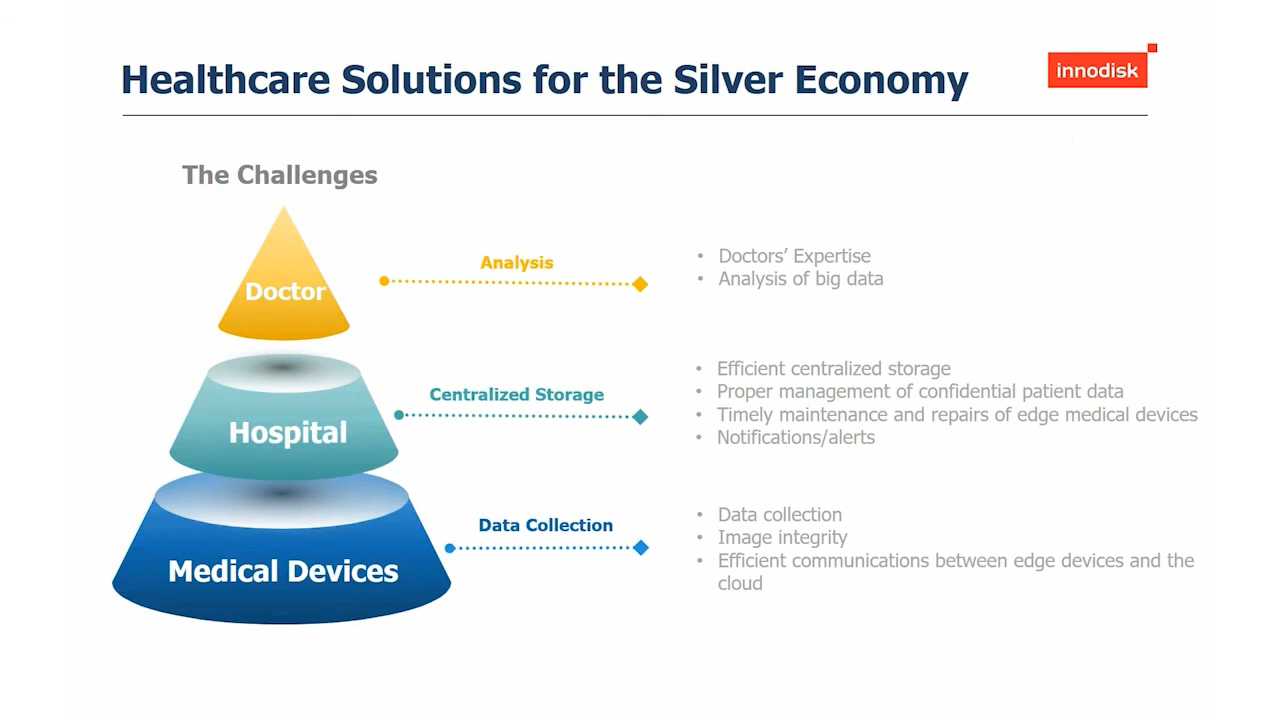 Healthcare Solutions for the Silver Economy
innodisk
The Challenges
Doctor
Analysis
• Doctors’ Expertise
• Analysis of big data
Hospital
Centralized Storage
• Efficient centralized storage
• Proper management of confidential patient data
• Timely maintenance and repairs of edge medical devices
• Notifications/alerts
Medical Devices
Data Collection
• Data collection
• Image integrity
• Efficient communications between edge devices and the
cloud